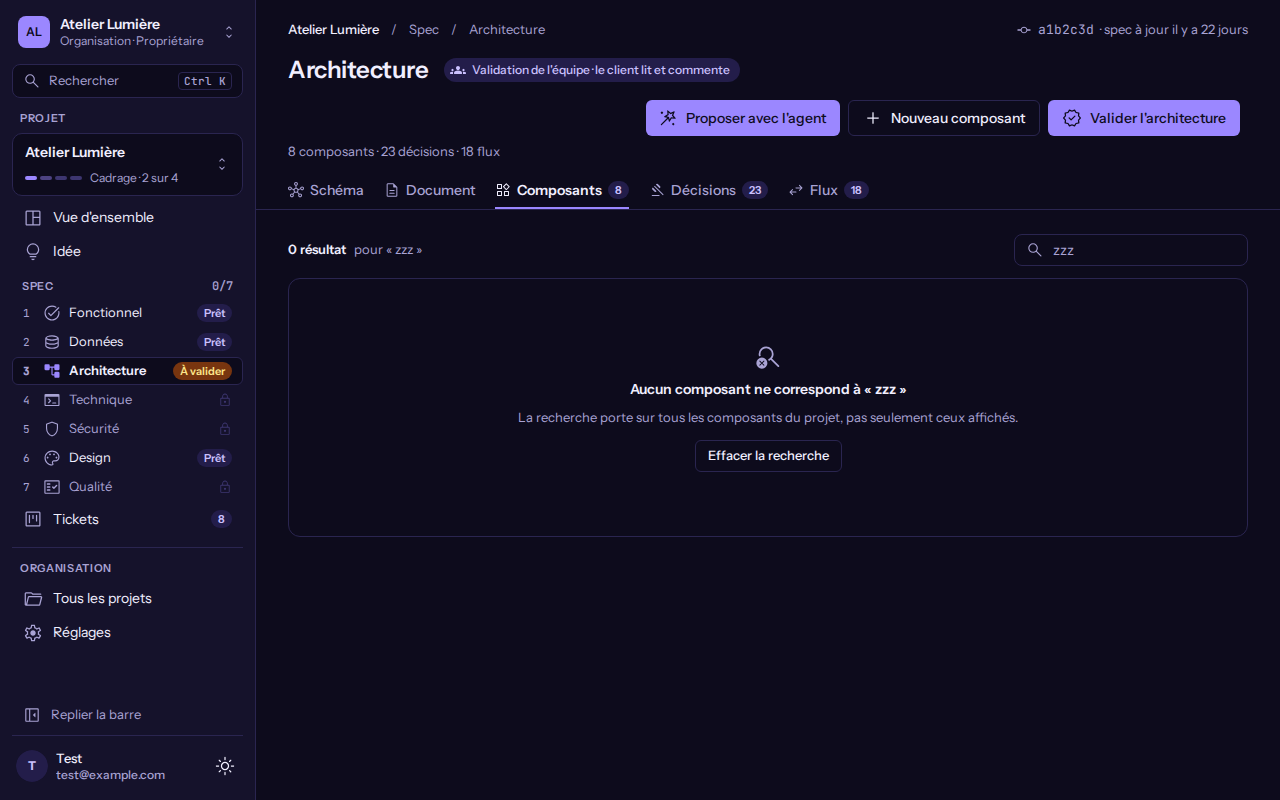 AL
Atelier Lumière
Organisation·Propriétaire
Rechercher
Ctrl K
PROJET
Atelier Lumière
Cadrage·2 sur 4
Vue d'ensemble
Idée
SPEC 0/7
1 Fonctionnel Prêt
2 Données Prêt
3 Architecture À valider
4 Technique
5 Sécurité
6 Design Prêt
7 Qualité
Tickets 8
ORGANISATION
Tous les projets
Réglages
Replier la barre
T
Test
test@example.com
Atelier Lumière / Spec / Architecture
a1b2c3d ·spec à jour il y a 22 jours
Architecture
Validation de l'équipe·le client lit et commente
Proposer avec l'agent
Nouveau composant
Valider l'architecture
8 composants·23 décisions·18 flux
Schéma
Document
Composants 8
Décisions 23
Flux 18
0 résultat pour « zzz »
zzz
Aucun composant ne correspond à « zzz »
La recherche porte sur tous les composants du projet, pas seulement ceux affichés.
Effacer la recherche